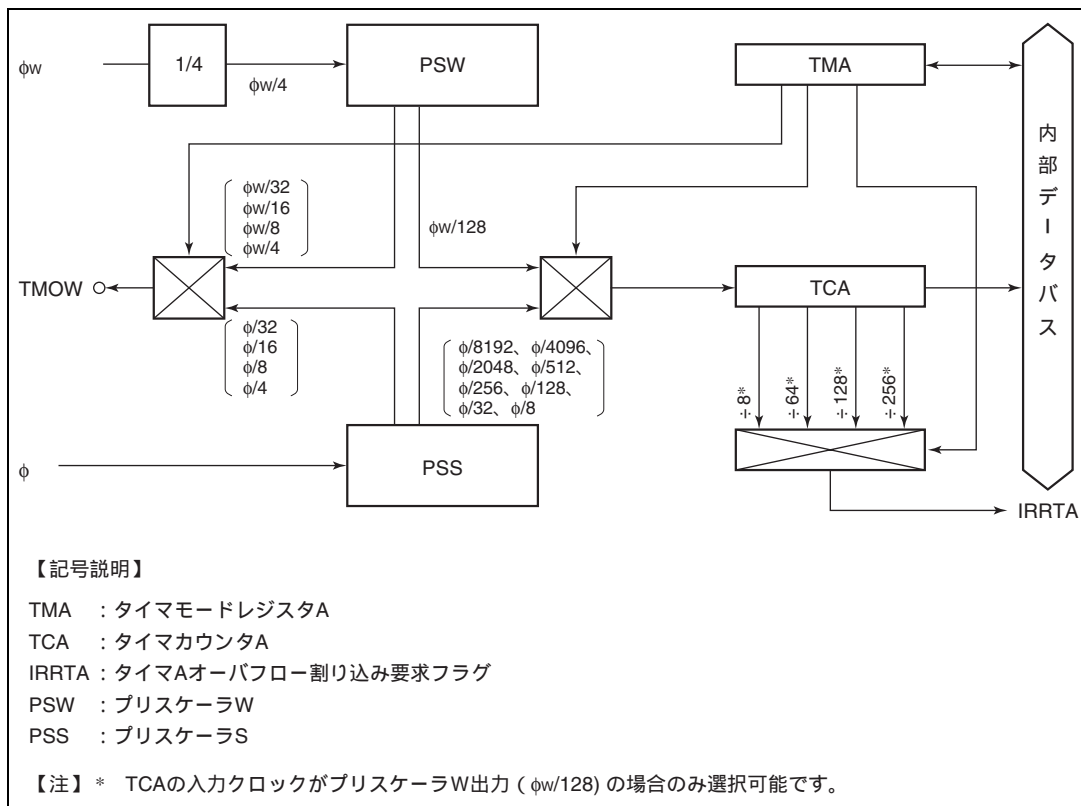 φw
1/4
φw/4
PSW
TMA
内部データバス
φw/32
φw/16
φw/8
φw/4
φw/128
TMOW
TCA
φ/32
φ/16
φ/8
φ/4
φ/8192、φ/4096、
φ/2048、φ/512、
φ/256、φ/128、
φ/32、φ/8
÷8*
÷64*
÷128*
÷256*
φ
PSS
IRRTA
【記号説明】
TMA : タイマモードレジスタA
TCA : タイマカウンタA
IRRTA : タイマAオーバフロー割り込み要求フラグ
PSW : プリスケーラW
PSS : プリスケーラS
【注】* TCAの入力クロックがプリスケーラW出力 ( φw/128) の場合のみ選択可能です。